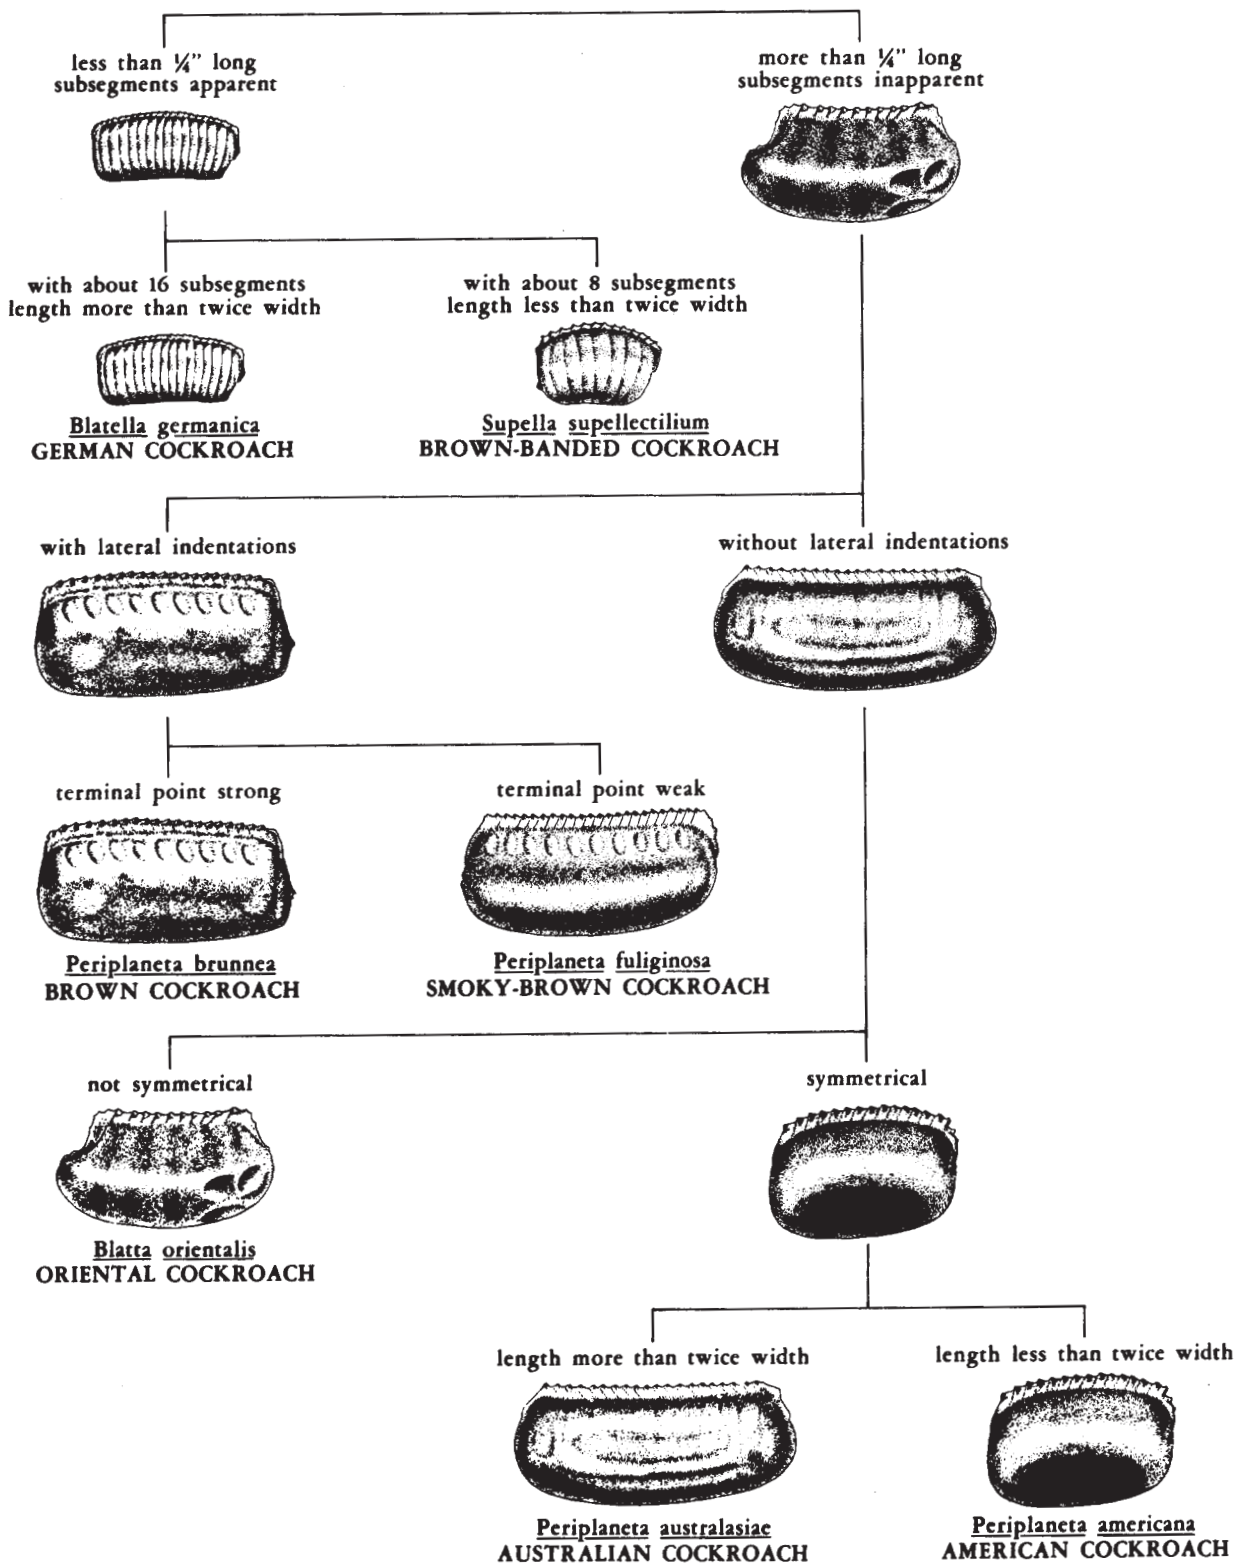 less than ¼” long
subsegments apparent
more than ¼” long
subsegments inapparent
with about 16 subsegments
length more than twice width
with about 8 subsegments
length less than twice width
Blatella germanica
GERMAN COCKROACH
Supella supellectilium
BROWN-BANDED COCKROACH
with lateral indentations
without lateral indentations
terminal point strong
terminal point weak
Periplaneta brunnea
BROWN COCKROACH
Periplaneta fuliginosa
SMOKY-BROWN COCKROACH
not symmetrical
symmetrical
Blatta orientalis
ORIENTAL COCKROACH
length more than twice width
length less than twice width
Periplaneta australasiae
AUSTRALIAN COCKROACH
Periplaneta americana
AMERICAN COCKROACH